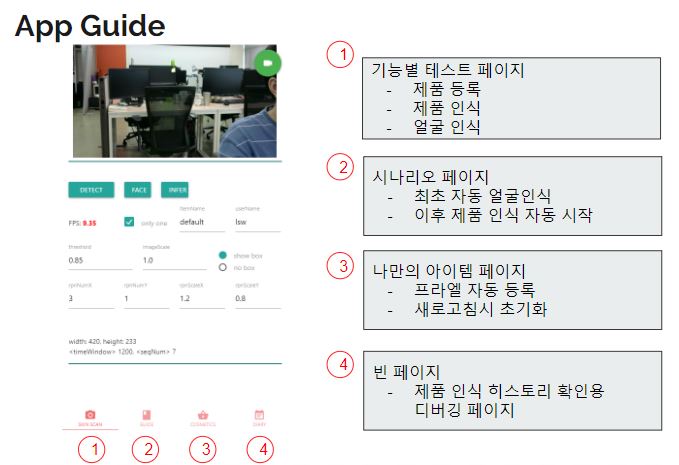 App Guide
DETECT
FACE
INFER
FPS: 0.35
only one
itemName
default
userName
lsw
threshold
0.85
imageScale
1.0
show box
no box
rpnNumX
3
rpnNumY
1
rpnScaleX
1.2
rpnScaleY
0.8
width: 420, height: 233
<timeWindow> 1200, <seqNum> 7
SKIN SCAN
COSMETICS
DIARY
1
2
3
4
1
기능별 테스트 페이지
- 제품 등록
- 제품 인식
- 얼굴 인식
2
시나리오 페이지
- 최초 자동 얼굴인식
- 이후 제품 인식 자동 시작
3
나만의 아이템 페이지
- 프라엘 자동 등록
- 새로고침시 초기화
4
빈 페이지
- 제품 인식 히스토리 확인용
디버깅 페이지